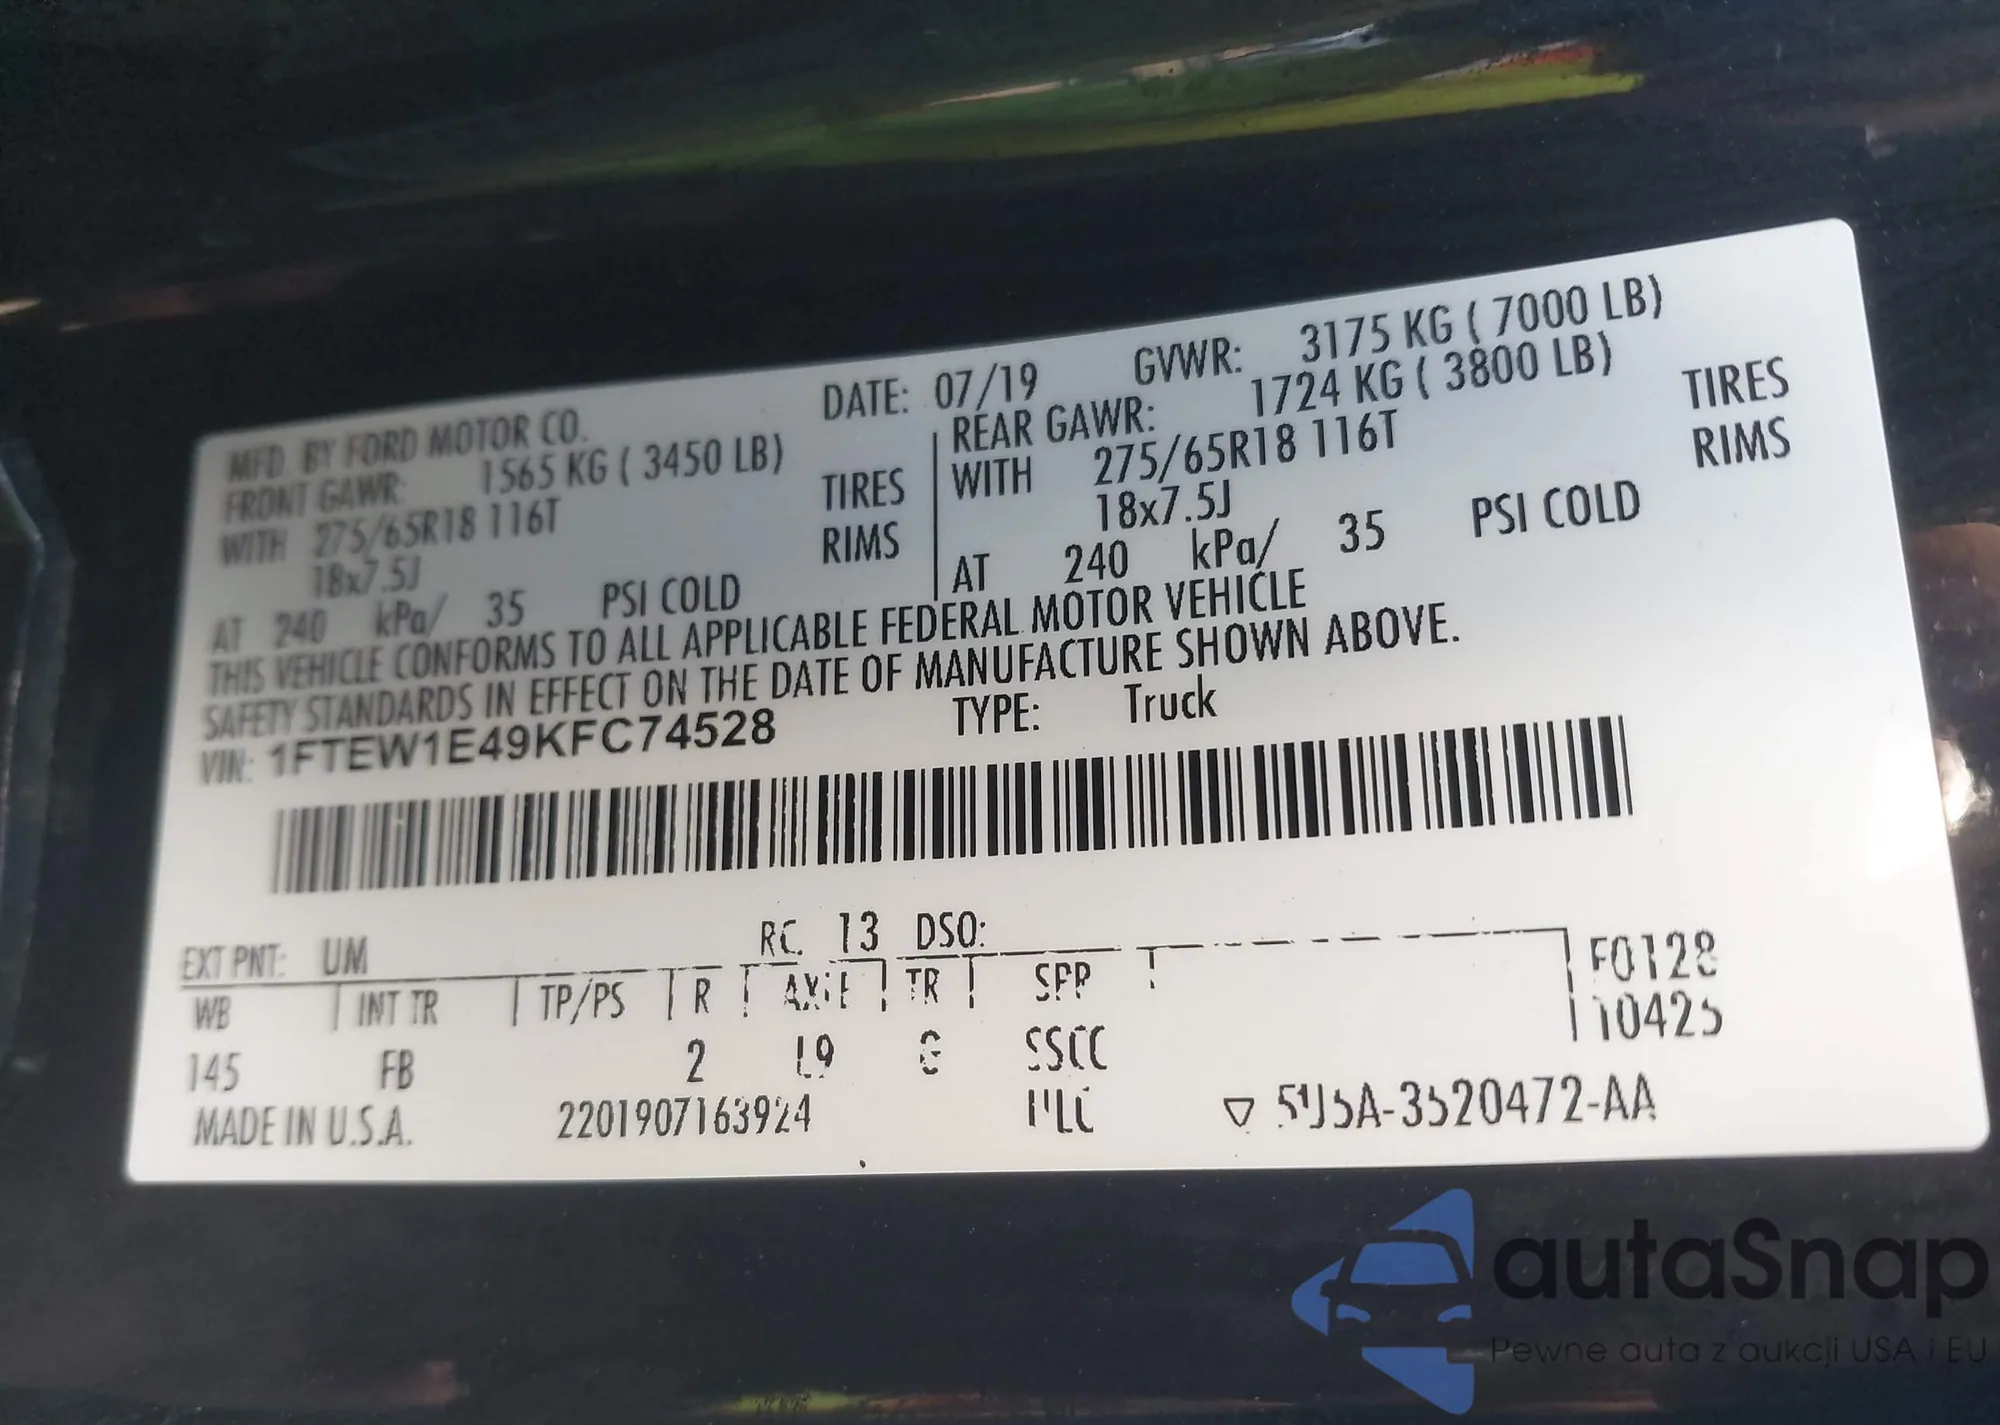 MFD. BY FORD MOTOR CO. DATE: 07/19 GVWR: 3175 KG ( 7000 LB)
FRONT GAWR: 1565 KG ( 3450 LB) REAR GAWR: 1724 KG ( 3800 LB)
WITH 275/65R18 116T TIRES WITH 275/65R18 116T TIRES
18x7.5J RIMS 18x7.5J RIMS
AT 240 kPa/ 35 PSI COLD AT 240 kPa/ 35 PSI COLD
THIS VEHICLE CONFORMS TO ALL APPLICABLE FEDERAL MOTOR VEHICLE
SAFETY STANDARDS IN EFFECT ON THE DATE OF MANUFACTURE SHOWN ABOVE.
VIN: 1FTEW1E49KFC74528 TYPE: Truck
EXT PNT: UM RC: 13 DSO:
WB INT TR TP/PS R AXLE TR SPR F0128
145 FB 2 L9 G SSCC 10425
MADE IN U.S.A. 2201907163924
autaSnap
Pewne auta z aukcji USA i EU